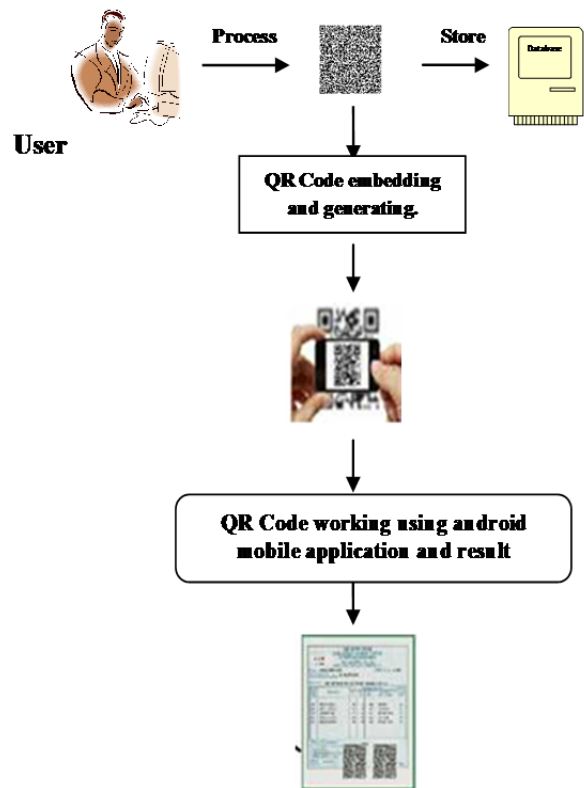 Process
Store
Database
User
QR Code embedding
and generating.
QR Code working using android
mobile application and result